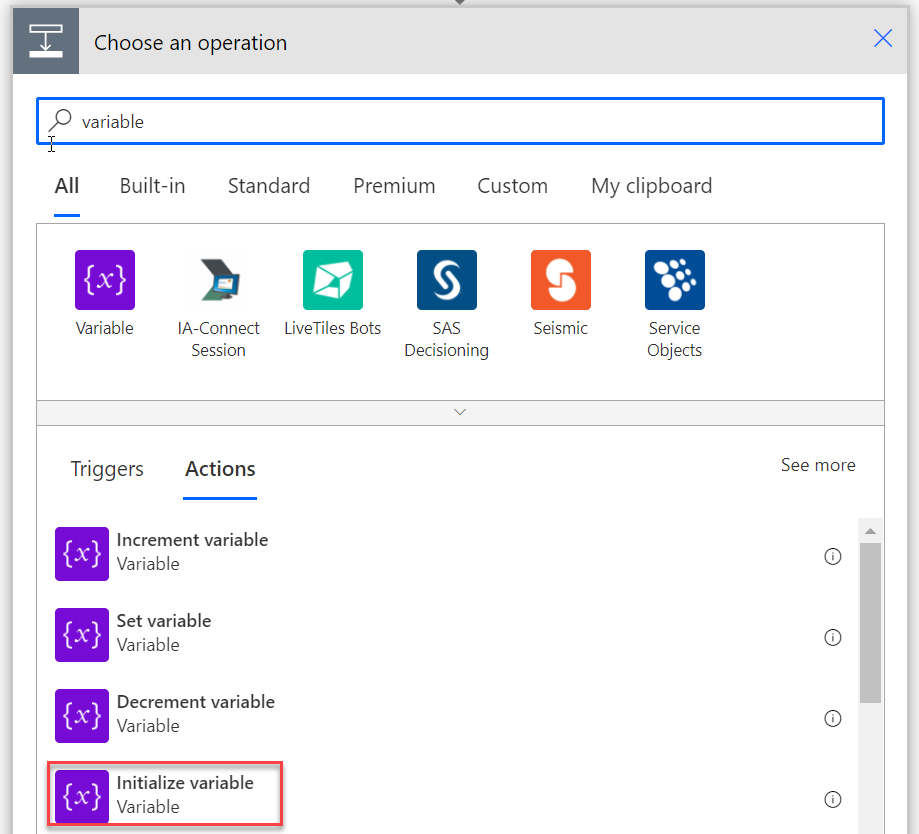 Choose an operation
variable
All Built-in Standard Premium Custom My clipboard
{x}
Variable
IA-Connect
Session
LiveTiles Bots
SAS
Decisioning
Seismic
Service
Objects
Triggers Actions See more
{x} Increment variable
Variable
{x} Set variable
Variable
{x} Decrement variable
Variable
{x} Initialize variable
Variable